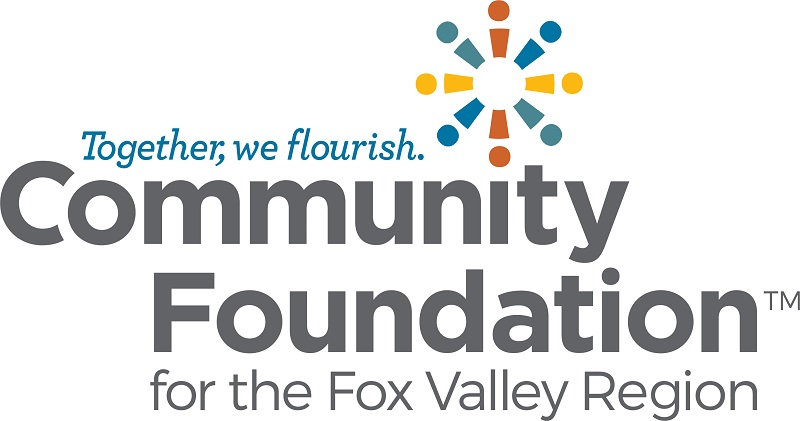 Together, we flourish.
Community
Foundation™
for the Fox Valley Region